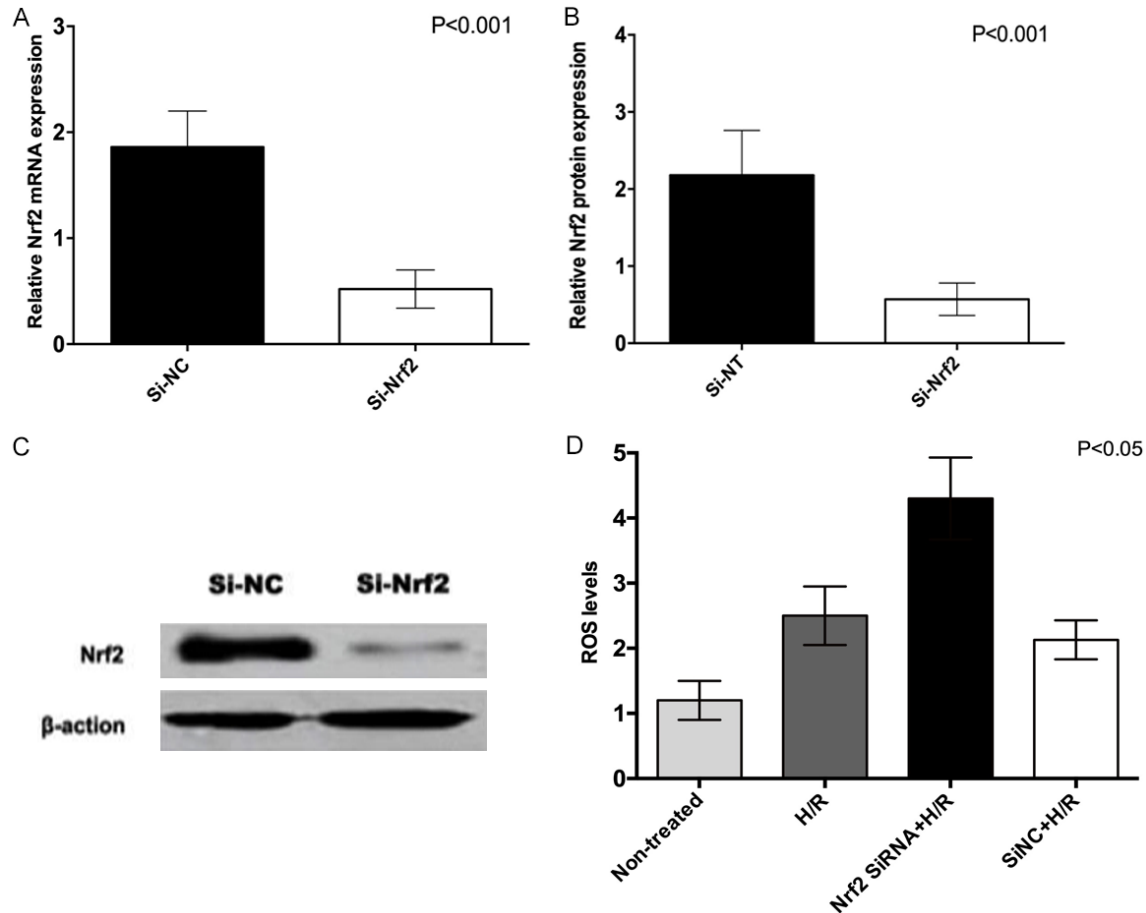 A
P<0.001
Relative Nrf2 mRNA expression
3
2
1
0
Si-NC
Si-Nrf2
B
P<0.001
Relative Nrf2 protein expression
4
3
2
1
0
Si-NT
Si-Nrf2
C
Si-NC Si-Nrf2
Nrf2
β-action
D
P<0.05
ROS levels
5
4
3
2
1
0
Non-treated
H/R
Nrf2 SiRNA+H/R
SiNC+H/R